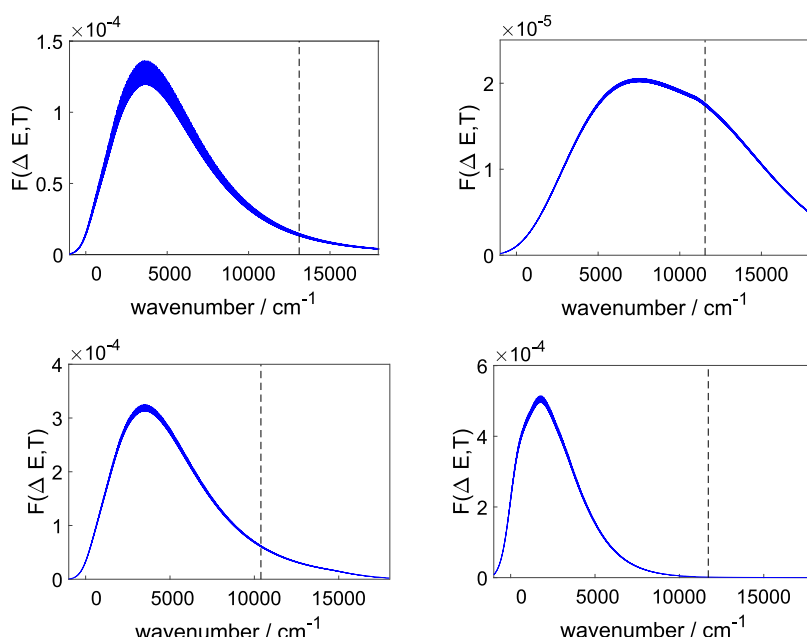 ×10⁻⁴
1.5
1
0.5
0
F(Δ E,T)
0 5000 10000 15000
wavenumber / cm⁻¹
×10⁻⁵
2
1
0
F(Δ E,T)
0 5000 10000 15000
wavenumber / cm⁻¹
×10⁻⁴
4
3
2
1
0
F(Δ E,T)
0 5000 10000 15000
wavenumber / cm⁻¹
×10⁻⁴
6
4
2
0
F(Δ E,T)
0 5000 10000 15000
wavenumber / cm⁻¹